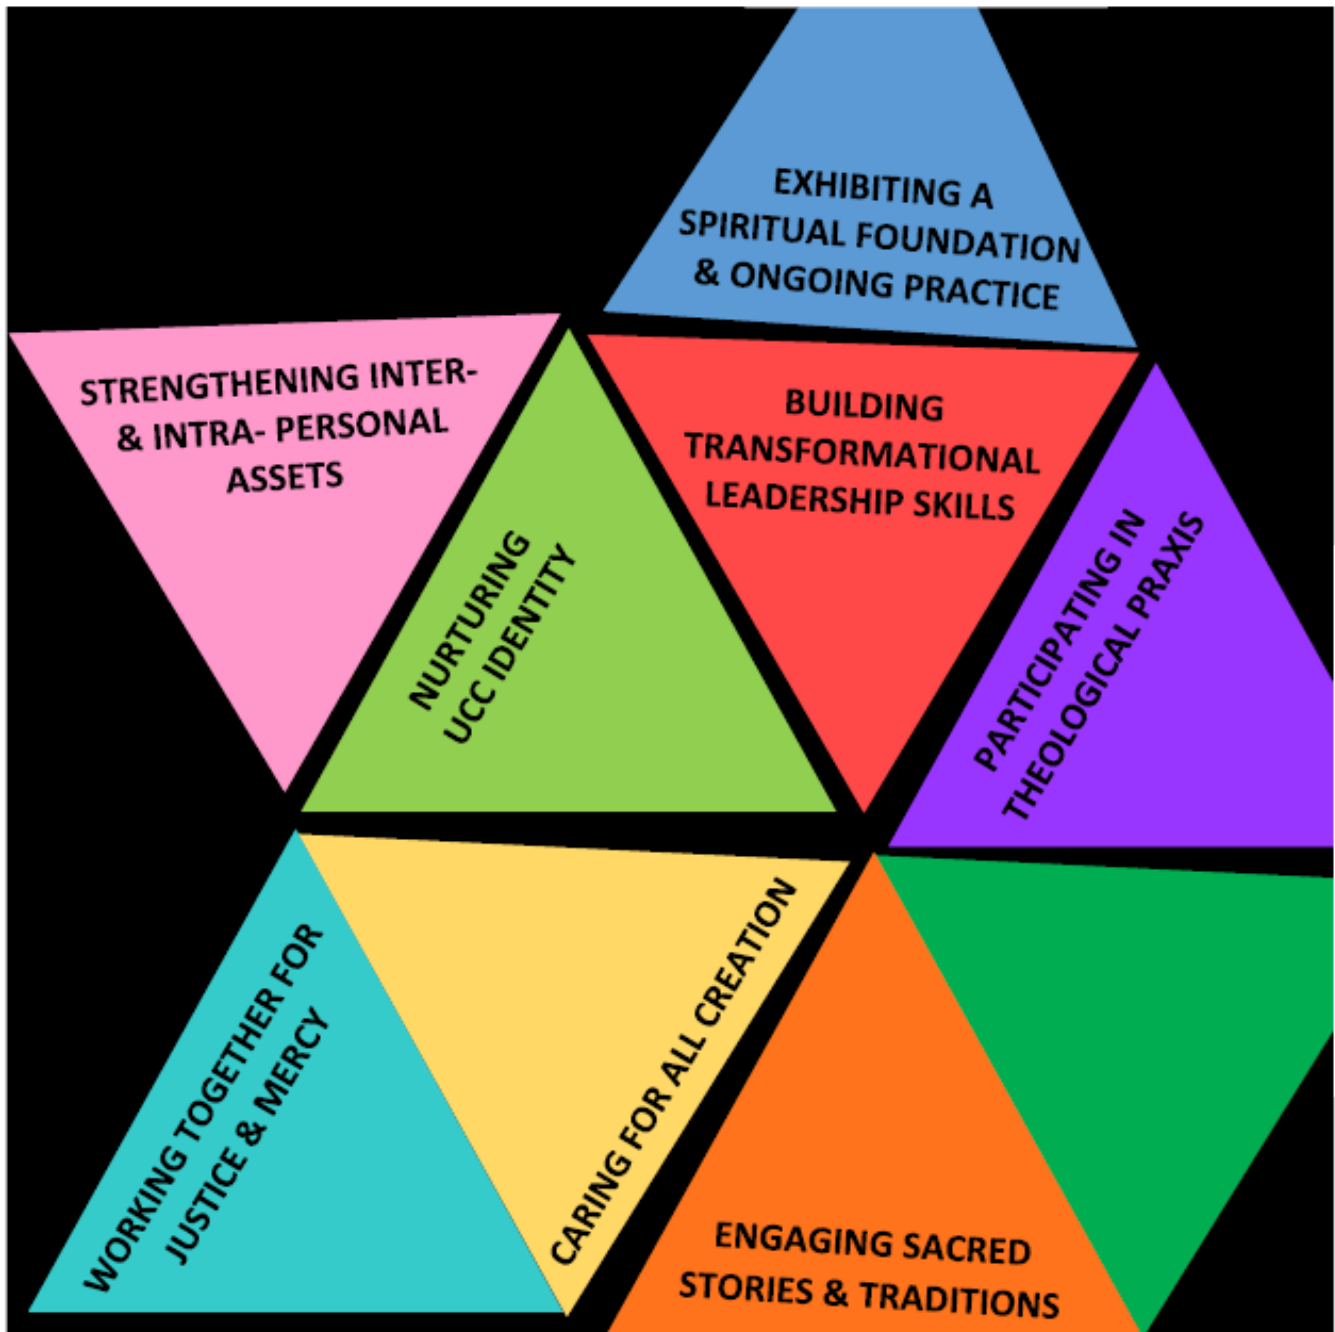 EXHIBITING A
SPIRITUAL FOUNDATION
& ONGOING PRACTICE
STRENGTHENING INTER-
& INTRA- PERSONAL
ASSETS
BUILDING
TRANSFORMATIONAL
LEADERSHIP SKILLS
NURTURING
UCC IDENTITY
PARTICIPATING IN
THEOLOGICAL PRAXIS
WORKING TOGETHER FOR
JUSTICE & MERCY
CARING FOR ALL CREATION
ENGAGING SACRED
STORIES & TRADITIONS